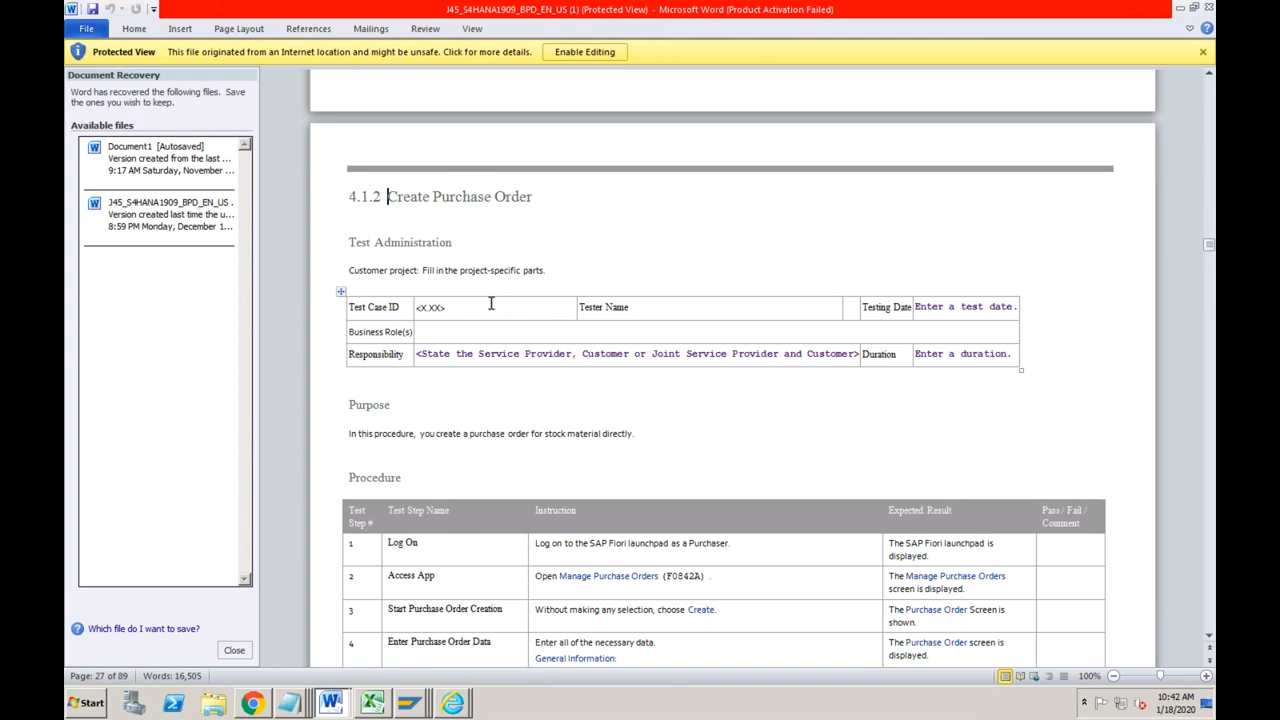 J45_S4HANA1909_BPD_EN_US (1) (Protected View) - Microsoft Word (Product Activation Failed)
File Home Insert Page Layout References Mailings Review View
Protected View This file originated from an Internet location and might be unsafe. Click for more details. Enable Editing
Document Recovery
Word has recovered the following files. Save
the ones you wish to keep.
Available files
Document1 [Autosaved]
Version created from the last ...
9:17 AM Saturday, November ...
J45_S4HANA1909_BPD_EN_US .
Version created last time the u...
8:59 PM Monday, December 1...
Which file do I want to save?
Close
4.1.2 Create Purchase Order
Test Administration
Customer project: Fill in the project-specific parts.
Test Case ID <X.XX> Tester Name Testing Date Enter a test date.
Business Role(s)
Responsibility <State the Service Provider, Customer or Joint Service Provider and Customer> Duration Enter a duration.
Purpose
In this procedure, you create a purchase order for stock material directly.
Procedure
Test Step # Test Step Name Instruction Expected Result Pass / Fail / Comment
1 Log On Log on to the SAP Fiori launchpad as a Purchaser. The SAP Fiori launchpad is
displayed.
2 Access App Open Manage Purchase Orders (F0842A) . The Manage Purchase Orders
screen is displayed.
3 Start Purchase Order Creation Without making any selection, choose Create. The Purchase Order Screen is
shown.
4 Enter Purchase Order Data Enter all of the necessary data. The Purchase Order screen is
General Information: displayed.
Page: 27 of 89 Words: 16,505 100%
Start 10:42 AM
1/18/2020